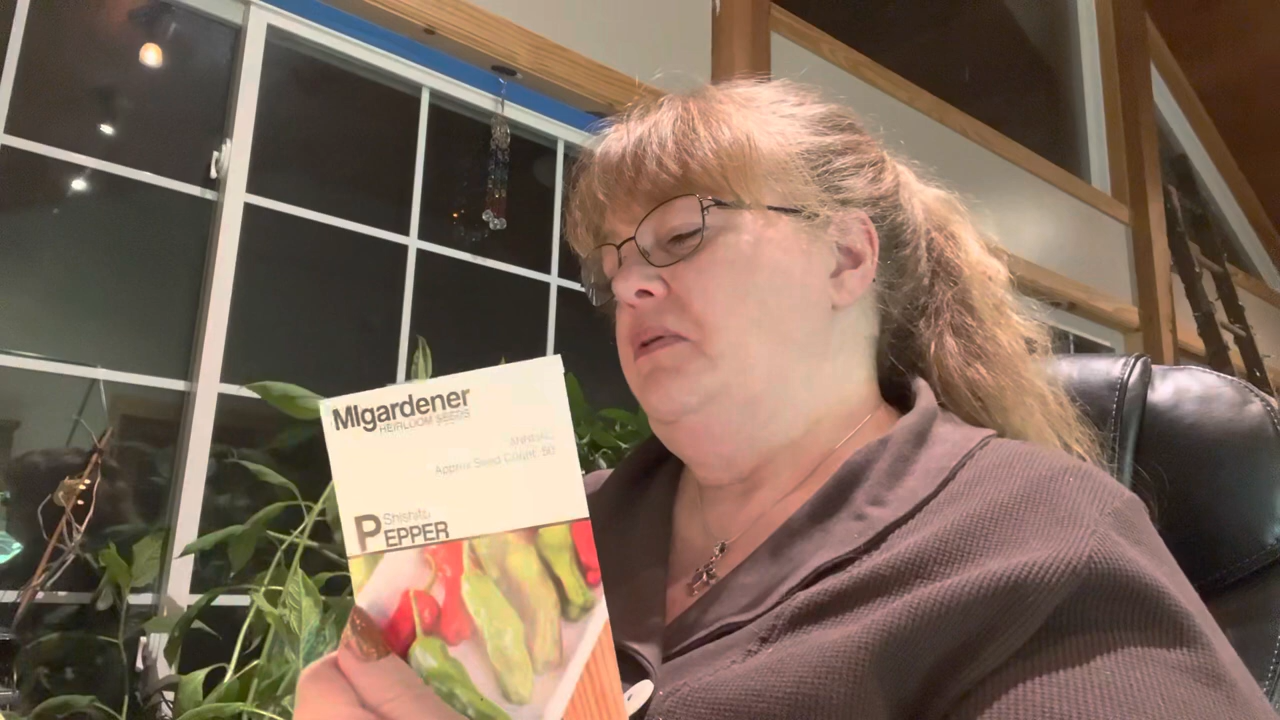 MIgardener
HEIRLOOM SEEDS
ANNUAL
Approx Seed Count: 50
Shishito
PEPPER